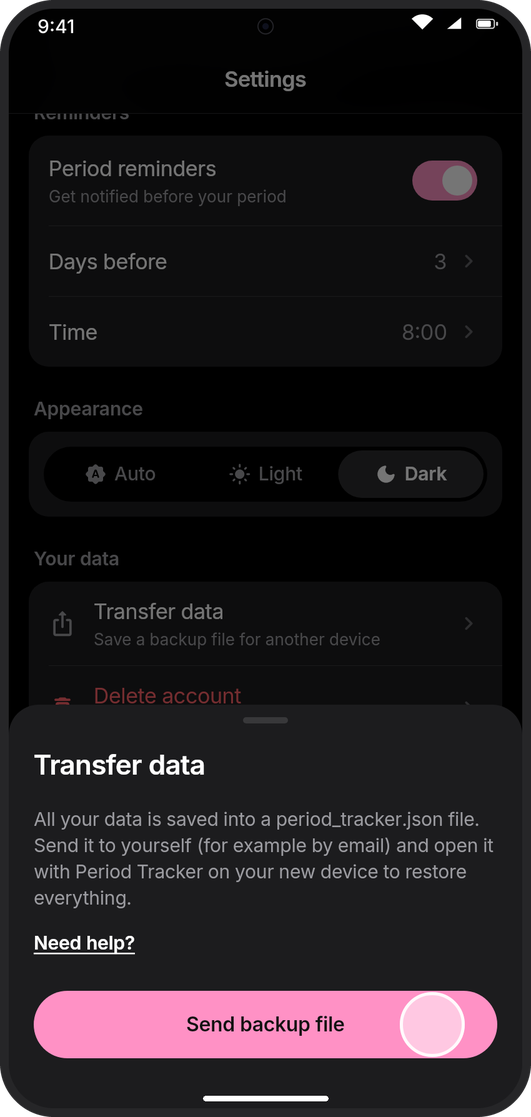 9:41
Settings
Reminders
Period reminders
Get notified before your period
Days before
3
Time
8:00
Appearance
Auto
Light
Dark
Your data
Transfer data
Save a backup file for another device
Delete account
Transfer data
All your data is saved into a period_tracker.json file.
Send it to yourself (for example by email) and open it
with Period Tracker on your new device to restore
everything.
Need help?
Send backup file